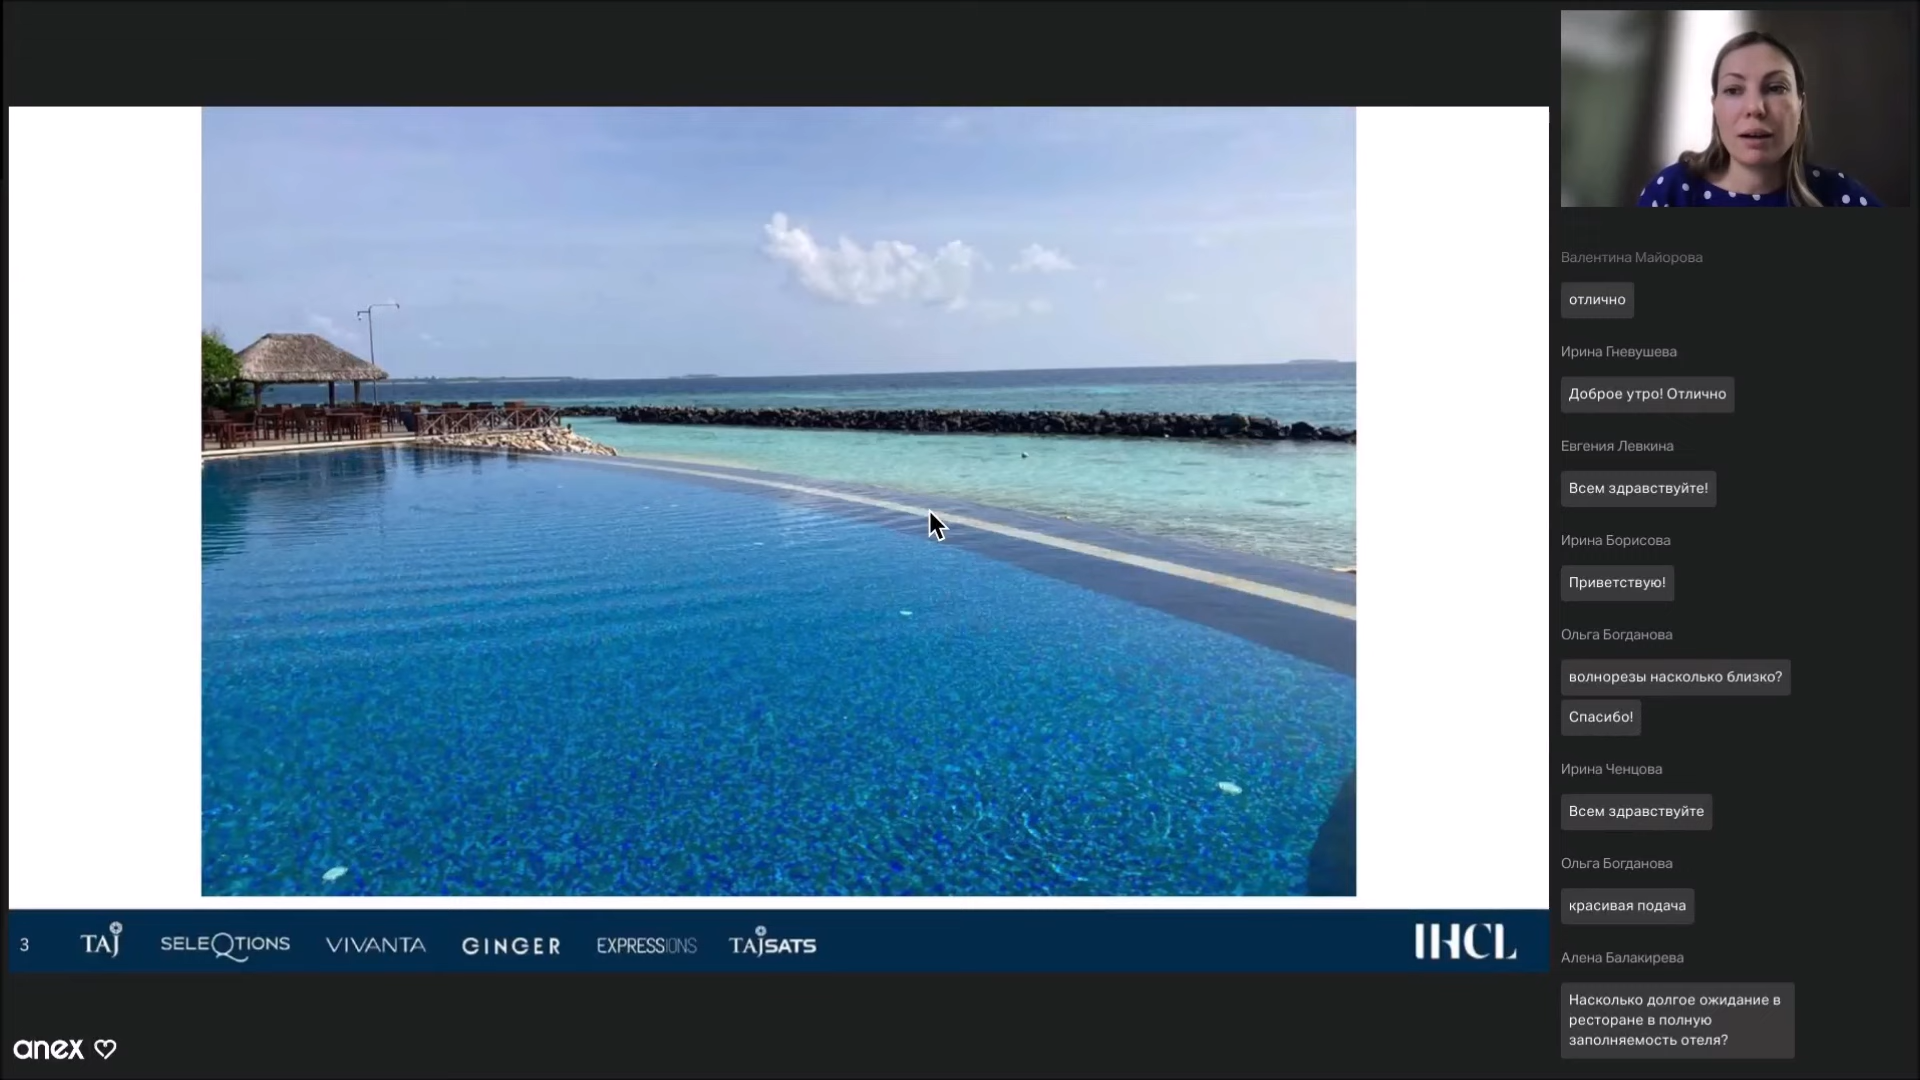 Валентина Майорова
отлично
Ирина Гневушева
Доброе утро! Отлично
Евгения Левкина
Всем здравствуйте!
Ирина Борисова
Приветствую!
Ольга Богданова
волнорезы насколько близко?
Спасибо!
Ирина Ченцова
Всем здравствуйте
Ольга Богданова
красивая подача
Алена Балакирева
Насколько долгое ожидание в
ресторане в полную
заполняемость отеля?
3 TAJ SELEQTIONS VIVANTA GINGER EXPRESSIONS TAJSATS IHCL
anex